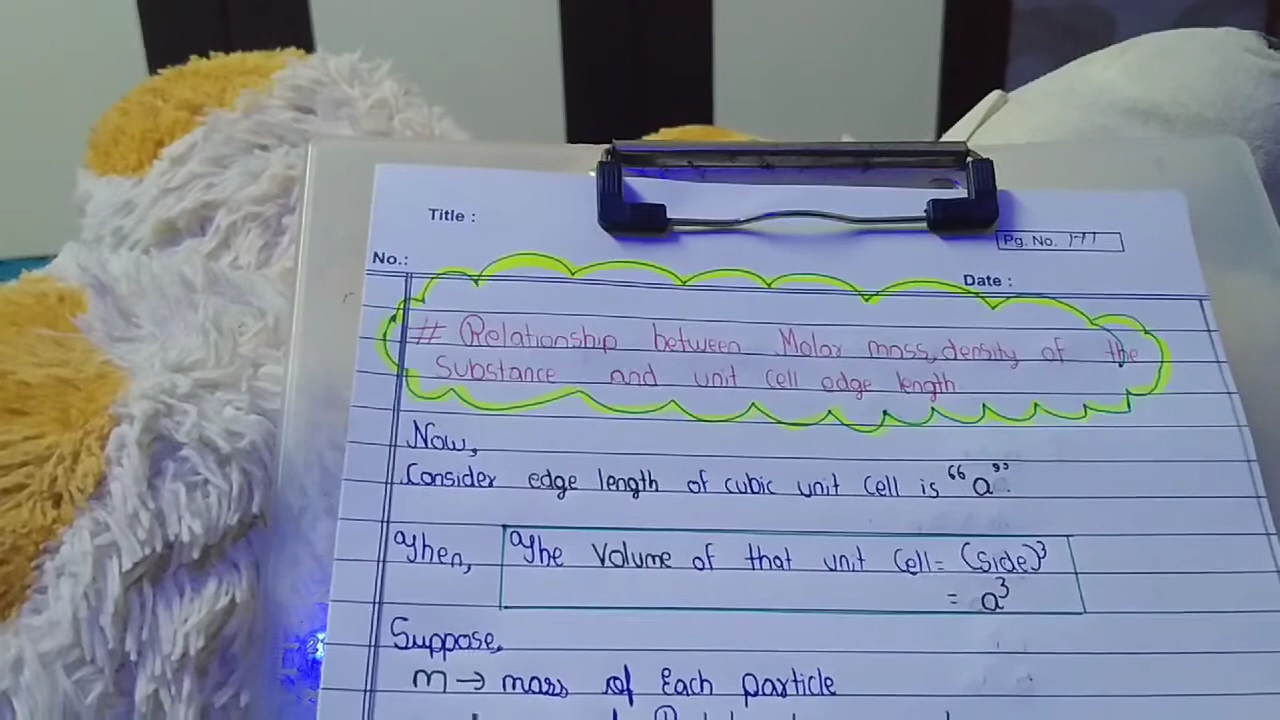 Title :
Pg. No. 171
No.:
Date :
# Relationship between Molar mass, density of the
Substance and unit cell edge length
Now,
Consider edge length of cubic unit cell is “a”.
Then, The Volume of that unit Cell = (Side)³
= a³
Suppose,
m → mass of Each particle